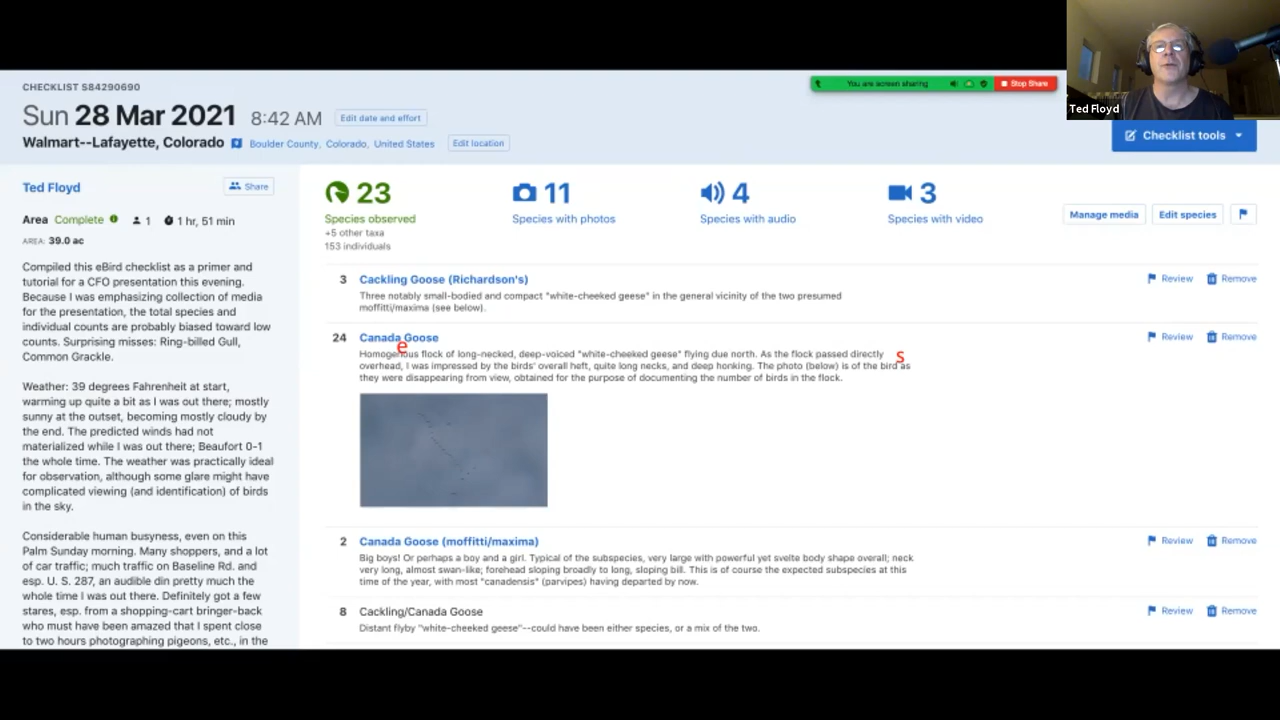 CHECKLIST S84290690
Sun 28 Mar 2021 8:42 AM Edit date and effort
Walmart--Lafayette, Colorado Boulder County, Colorado, United States Edit location
You are screen sharing Stop Share
Ted Floyd
Checklist tools
Ted Floyd Share
Area Complete 1 1 hr, 51 min
AREA: 39.0 ac
Compiled this eBird checklist as a primer and
tutorial for a CFO presentation this evening.
Because I was emphasizing collection of media
for the presentation, the total species and
individual counts are probably biased toward low
counts. Surprising misses: Ring-billed Gull,
Common Grackle.
Weather: 39 degrees Fahrenheit at start,
warming up quite a bit as I was out there; mostly
sunny at the outset, becoming mostly cloudy by
the end. The predicted winds had not
materialized while I was out there; Beaufort 0-1
the whole time. The weather was practically ideal
for observation, although some glare might have
complicated viewing (and identification) of birds
in the sky.
Considerable human busyness, even on this
Palm Sunday morning. Many shoppers, and a lot
of car traffic; much traffic on Baseline Rd. and
esp. U. S. 287, an audible din pretty much the
whole time I was out there. Definitely got a few
stares, esp. from a shopping-cart bringer-back
who must have been amazed that I spent close
to two hours photographing pigeons, etc., in the
23
Species observed
+5 other taxa
153 individuals
11
Species with photos
4
Species with audio
3
Species with video
Manage media Edit species
3 Cackling Goose (Richardson's) Review Remove
Three notably small-bodied and compact "white-cheeked geese" in the general vicinity of the two presumed
moffitti/maxima (see below).
24 Canada Goose Review Remove
e
Homogenous flock of long-necked, deep-voiced "white-cheeked geese" flying due north. As the flock passed directly
s
overhead, I was impressed by the birds' overall heft, quite long necks, and deep honking. The photo (below) is of the bird as
they were disappearing from view, obtained for the purpose of documenting the number of birds in the flock.
2 Canada Goose (moffitti/maxima) Review Remove
Big boys! Or perhaps a boy and a girl. Typical of the subspecies, very large with powerful yet svelte body shape overall; neck
very long, almost swan-like; forehead sloping broadly to long, sloping bill. This is of course the expected subspecies at this
time of the year, with most "canadensis" (parvipes) having departed by now.
8 Cackling/Canada Goose Review Remove
Distant flyby "white-cheeked geese"--could have been either species, or a mix of the two.